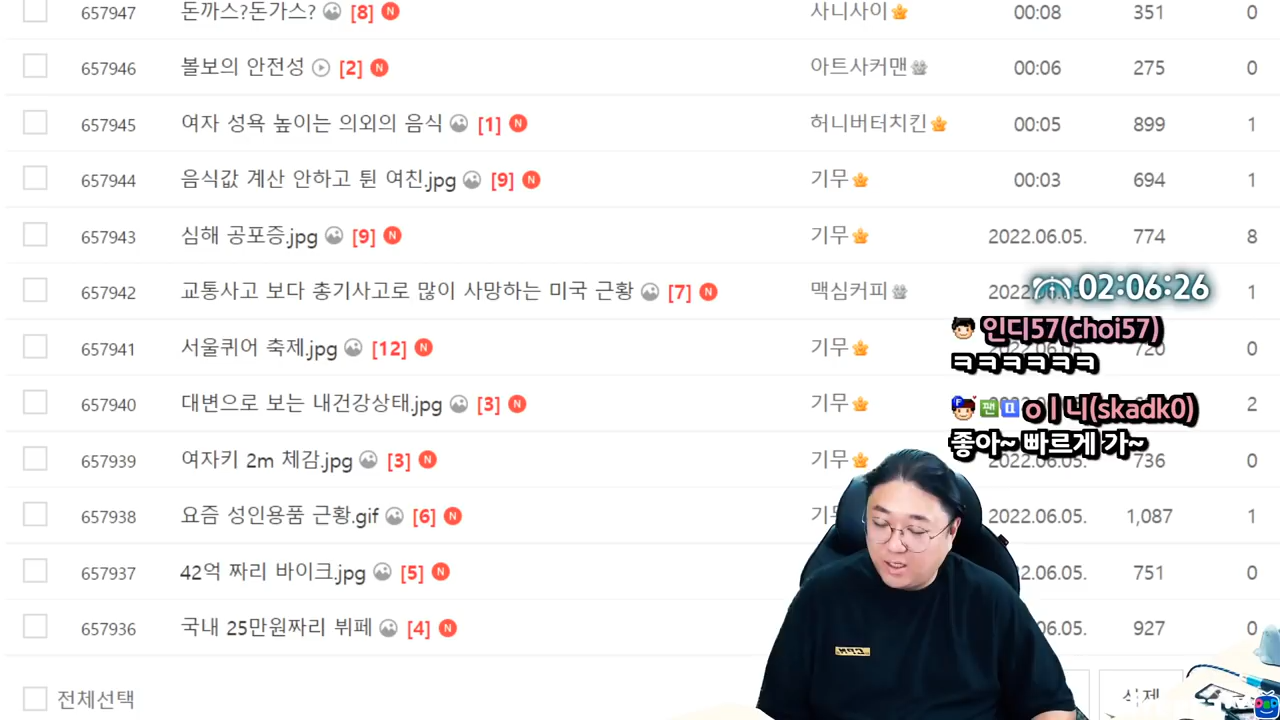 657947 돈까스?돈가스? [8] N 사니사이 00:08 351 0
657946 볼보의 안전성 [2] N 아트사커맨 00:06 275 0
657945 여자 성욕 높이는 의외의 음식 [1] N 허니버터치킨 00:05 899 1
657944 음식값 계산 안하고 튄 여친.jpg [9] N 기무 00:03 694 1
657943 심해 공포증.jpg [9] N 기무 2022.06.05. 774 8
657942 교통사고 보다 총기사고로 많이 사망하는 미국 근황 [7] N 맥심커피 1
02:06:26
인디57(choi57)
657941 서울퀴어 축제.jpg [12] N 기무 720 0
ㅋㅋㅋㅋㅋㅋ
657940 대변으로 보는 내건강상태.jpg [3] N 기무 2
팬 ㅇㅣ니(skadk0)
좋아~ 빠르게 가~
657939 여자키 2m 체감.jpg [3] N 기무 2022.06.05. 736 0
657938 요즘 성인용품 근황.gif [6] N 2022.06.05. 1,087 1
657937 42억 짜리 바이크.jpg [5] N 751 0
657936 국내 25만원짜리 뷔페 [4] N 927 0
전체선택